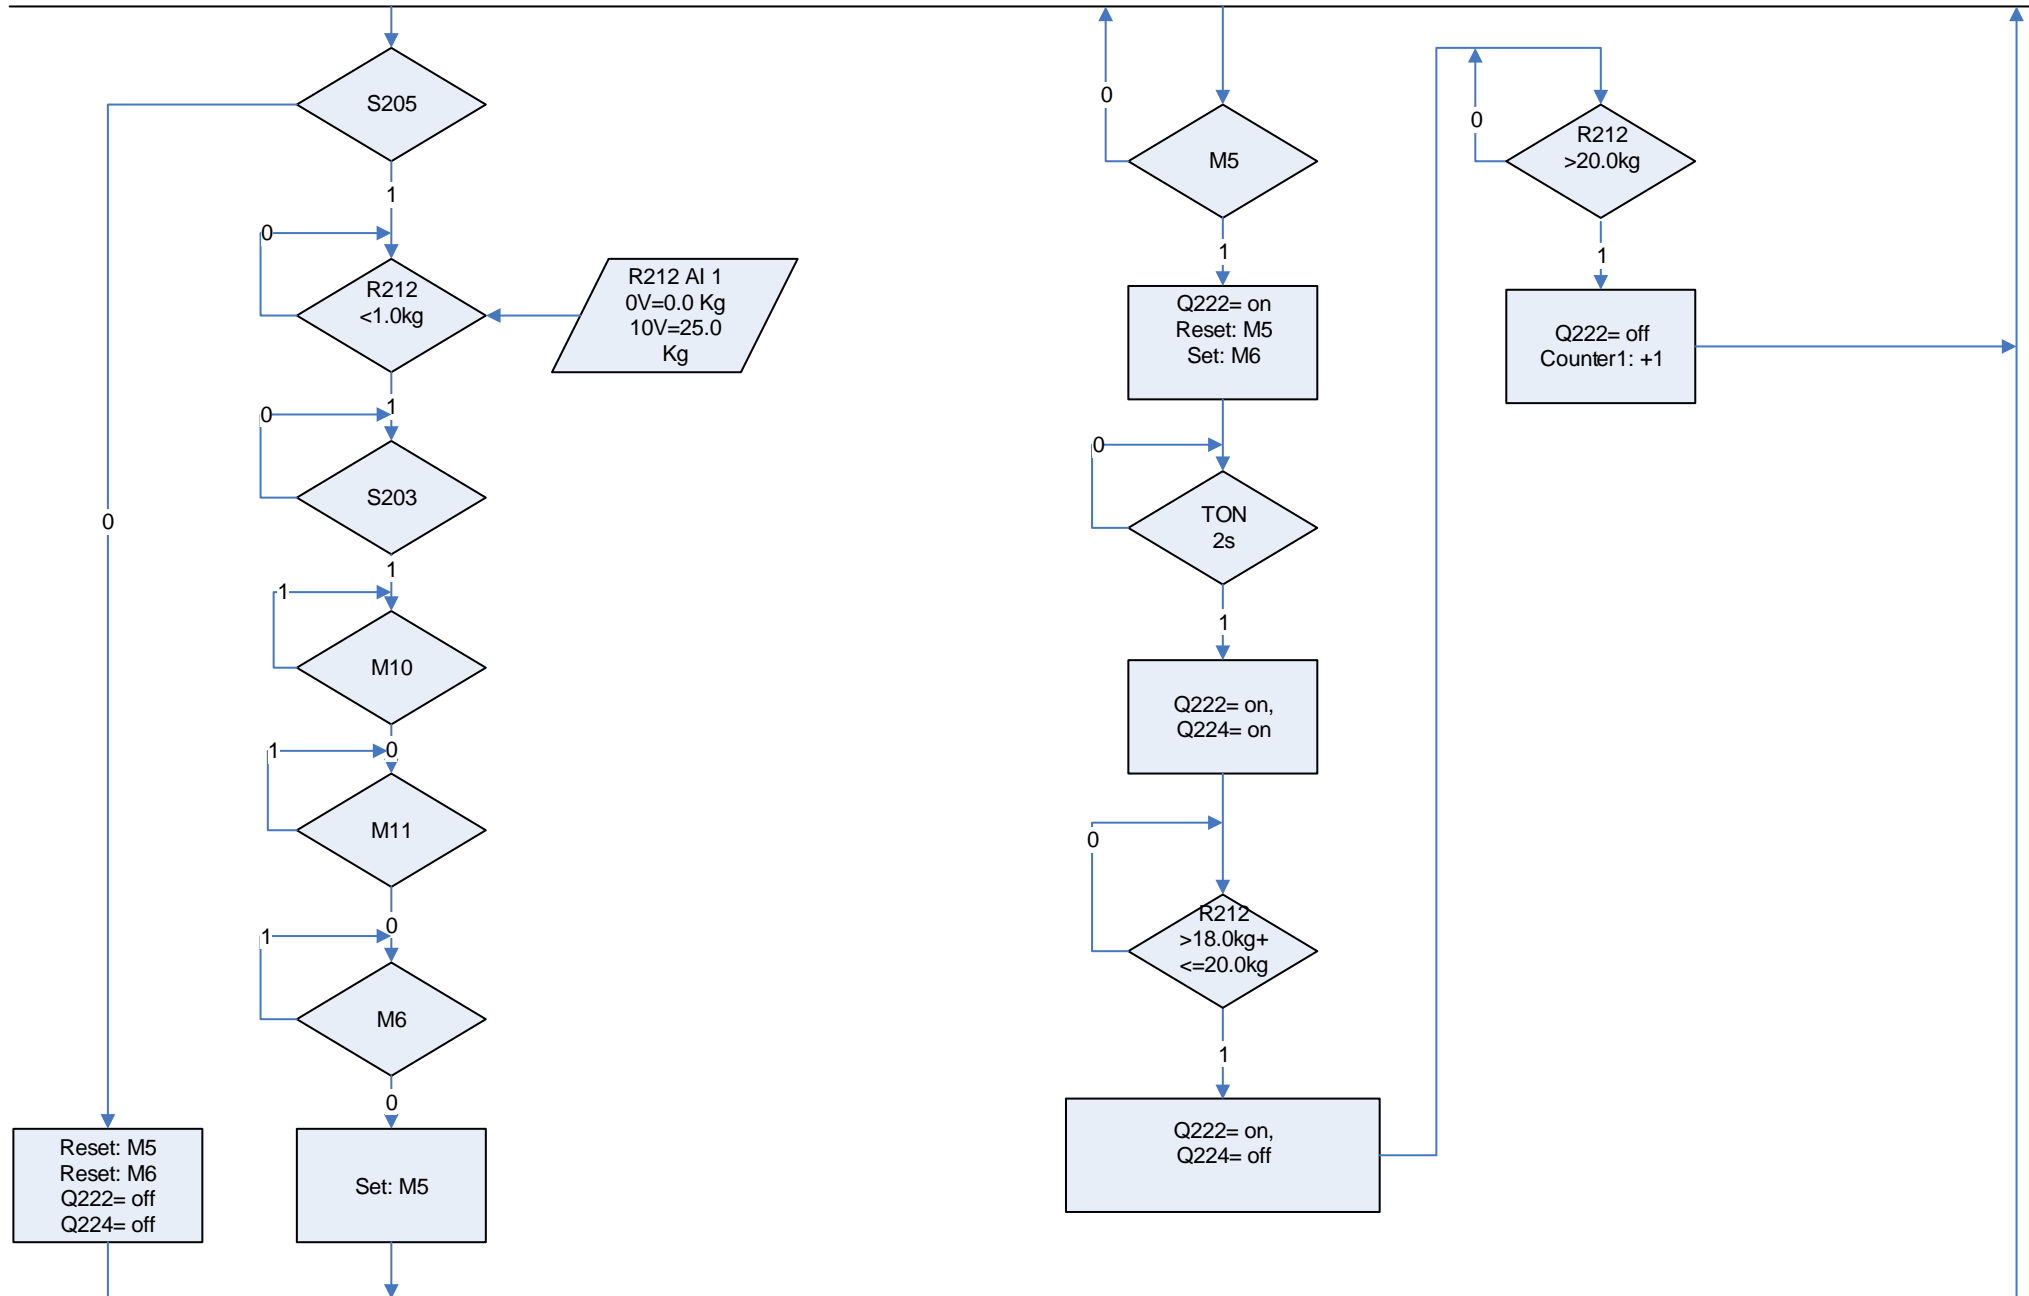 S205
1
0
R212
<1.0kg
R212 AI 1
0V=0.0 Kg
10V=25.0
Kg
1
0
S203
0
1
1
M10
0
1
M11
0
1
M6
0
Reset: M5
Reset: M6
Q222= off
Q224= off
Set: M5
0
M5
1
Q222= on
Reset: M5
Set: M6
0
TON
2s
1
Q222= on,
Q224= on
0
R212
>18.0kg+
<=20.0kg
1
Q222= on,
Q224= off
0
R212
>20.0kg
1
Q222= off
Counter1: +1